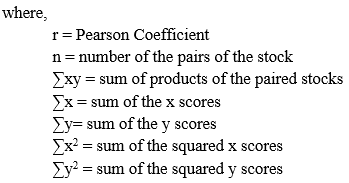 where,
r = Pearson Coefficient
n = number of the pairs of the stock
∑xy = sum of products of the paired stocks
∑x = sum of the x scores
∑y= sum of the y scores
∑x² = sum of the squared x scores
∑y² = sum of the squared y scores